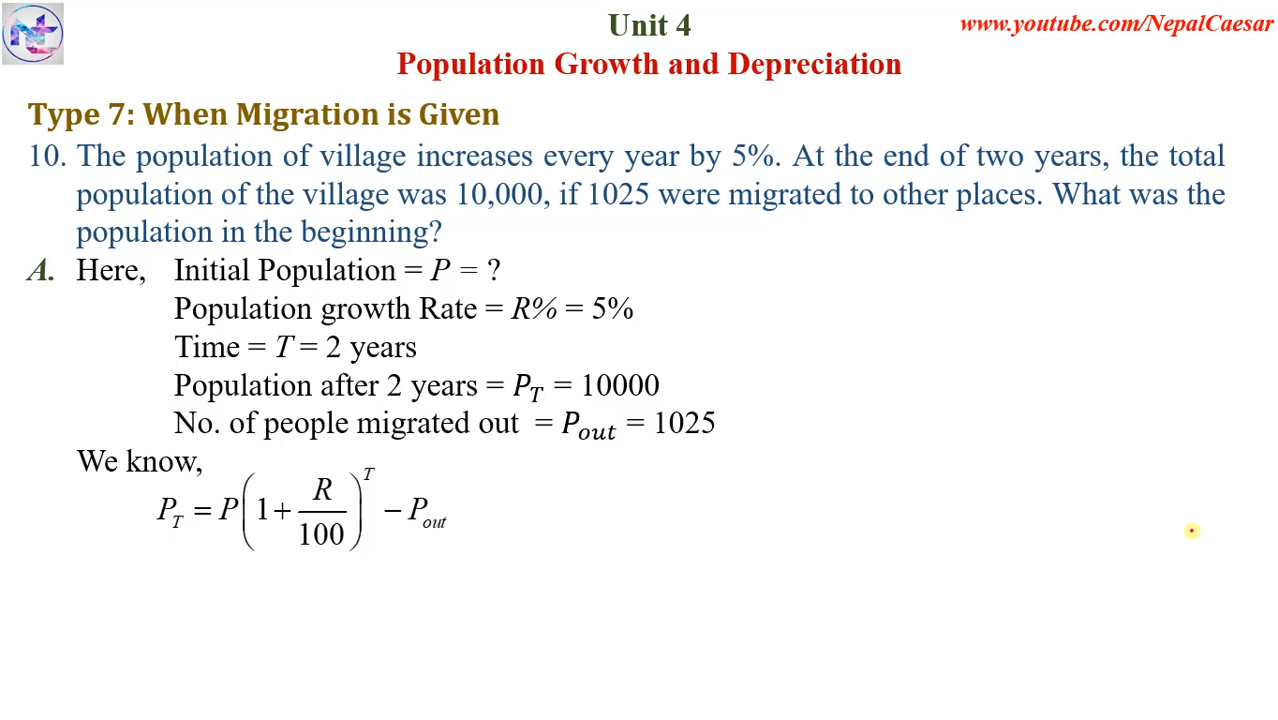 Unit 4
www.youtube.com/NepalCaesar
Population Growth and Depreciation
Type 7: When Migration is Given
10. The population of village increases every year by 5%. At the end of two years, the total
population of the village was 10,000, if 1025 were migrated to other places. What was the
population in the beginning?
A. Here, Initial Population = P = ?
Population growth Rate = R% = 5%
Time = T = 2 years
Population after 2 years = P_T = 10000
No. of people migrated out = P_out = 1025
We know,
P_T = P(1 + R/100)^T − P_out